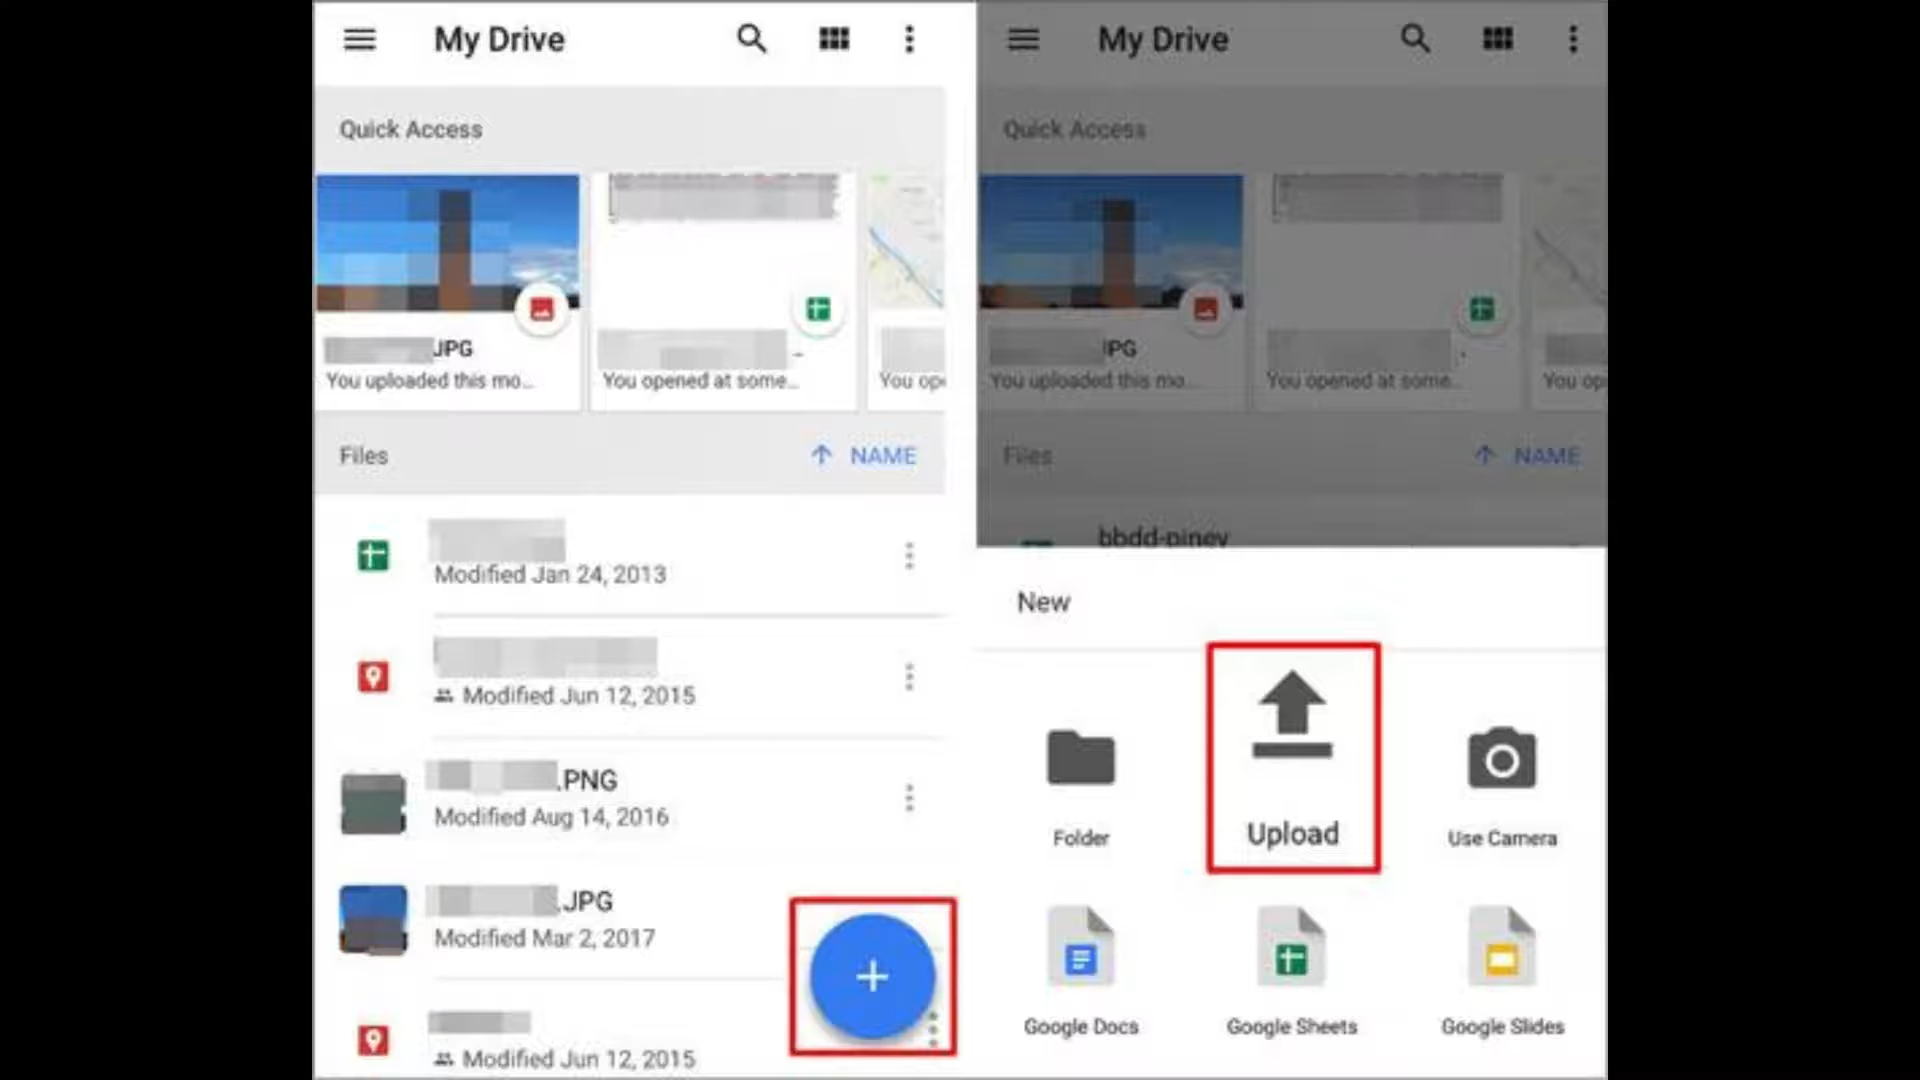 My Drive
Quick Access
JPG
You uploaded this mo...
You opened at some...
You ope
Files
NAME
Modified Jan 24, 2013
Modified Jun 12, 2015
.PNG
Modified Aug 14, 2016
.JPG
Modified Mar 2, 2017
Modified Jun 12, 2015
My Drive
Quick Access
JPG
You uploaded this mo...
You opened at some...
You op
Files
NAME
bbdd-piney
New
Folder
Upload
Use Camera
Google Docs
Google Sheets
Google Slides